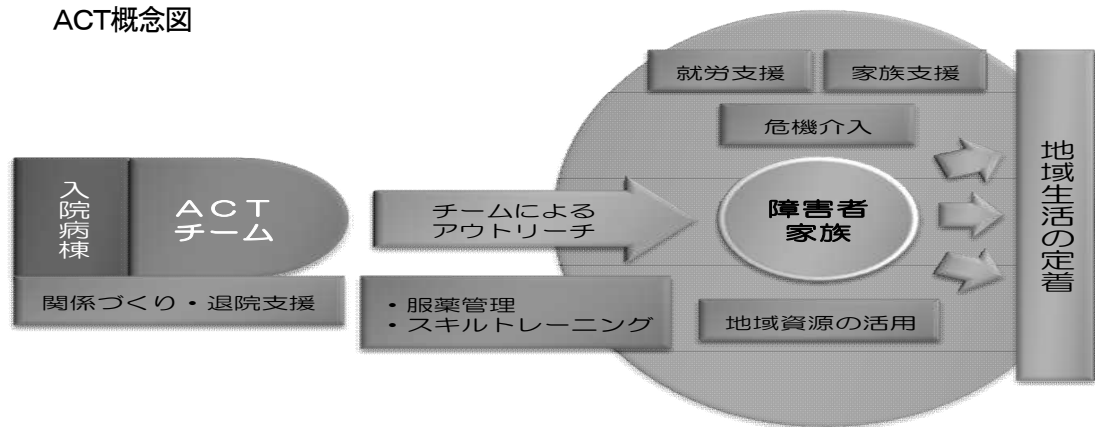 ACT概念図
就労支援
家族支援
危機介入
入院病棟
ACT
チーム
チームによる
アウトリーチ
障害者
家族
地域生活の定着
関係づくり・退院支援
・服薬管理
・スキルトレーニング
地域資源の活用